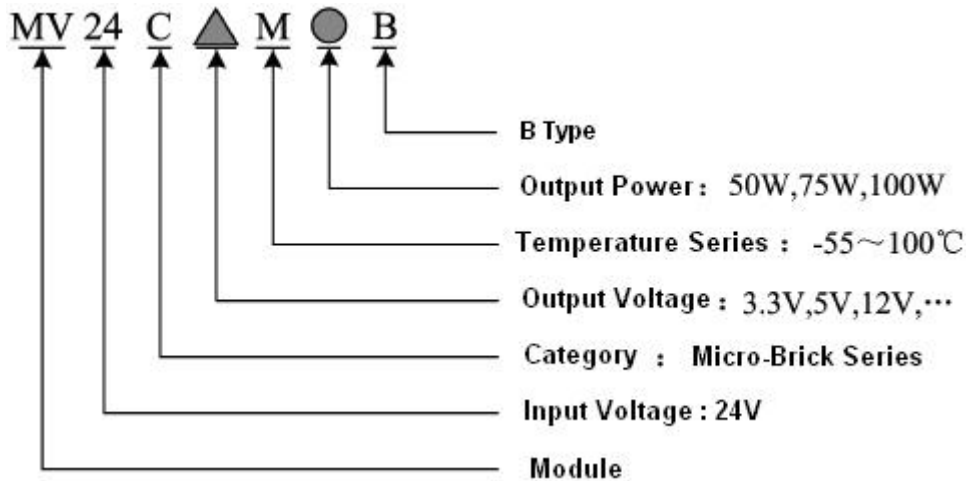 MV 24 C M B
B Type
Output Power： 50W,75W,100W
Temperature Series ： -55～100℃
Output Voltage：3.3V,5V,12V,···
Category ： Micro-Brick Series
Input Voltage : 24V
Module